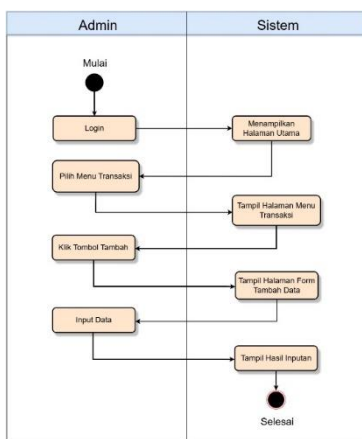 Admin
Sistem
Mulai
Login
Menampilkan
Halaman Utama
Pilih Menu Transaksi
Tampil Halaman Menu
Transaksi
Klik Tombol Tambah
Tampil Halaman Form
Tambah Data
Input Data
Tampil Hasil Inputan
Selesai